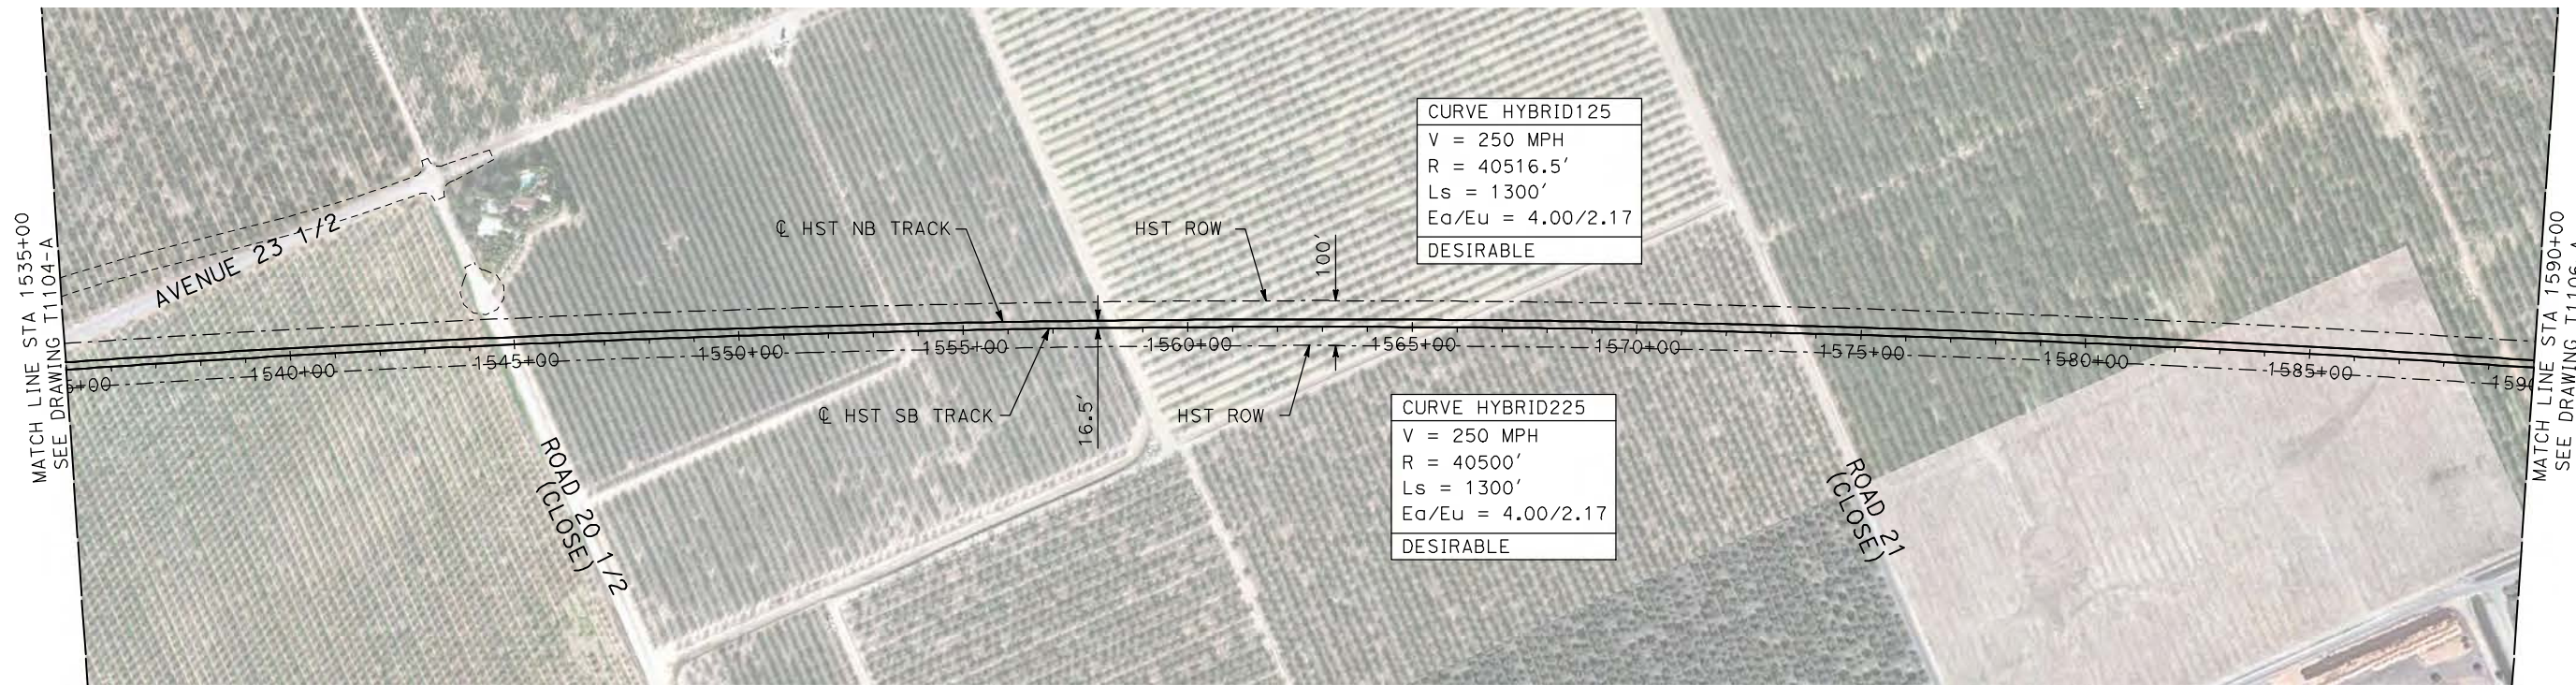 MATCH LINE STA 1535+00
SEE DRAWING T1104-A
AVENUE 23 1/2
℄ HST NB TRACK
HST ROW
100′
CURVE HYBRID125
V = 250 MPH
R = 40516.5′
Ls = 1300′
Ea/Eu = 4.00/2.17
DESIRABLE
1540+00
1545+00
1550+00
1555+00
1560+00
1565+00
1570+00
1575+00
1580+00
1585+00
℄ HST SB TRACK
16.5′
HST ROW
CURVE HYBRID225
V = 250 MPH
R = 40500′
Ls = 1300′
Ea/Eu = 4.00/2.17
DESIRABLE
ROAD 20 1/2
(CLOSE)
ROAD 21
(CLOSE)
MATCH LINE STA 1590+00
SEE DRAWING